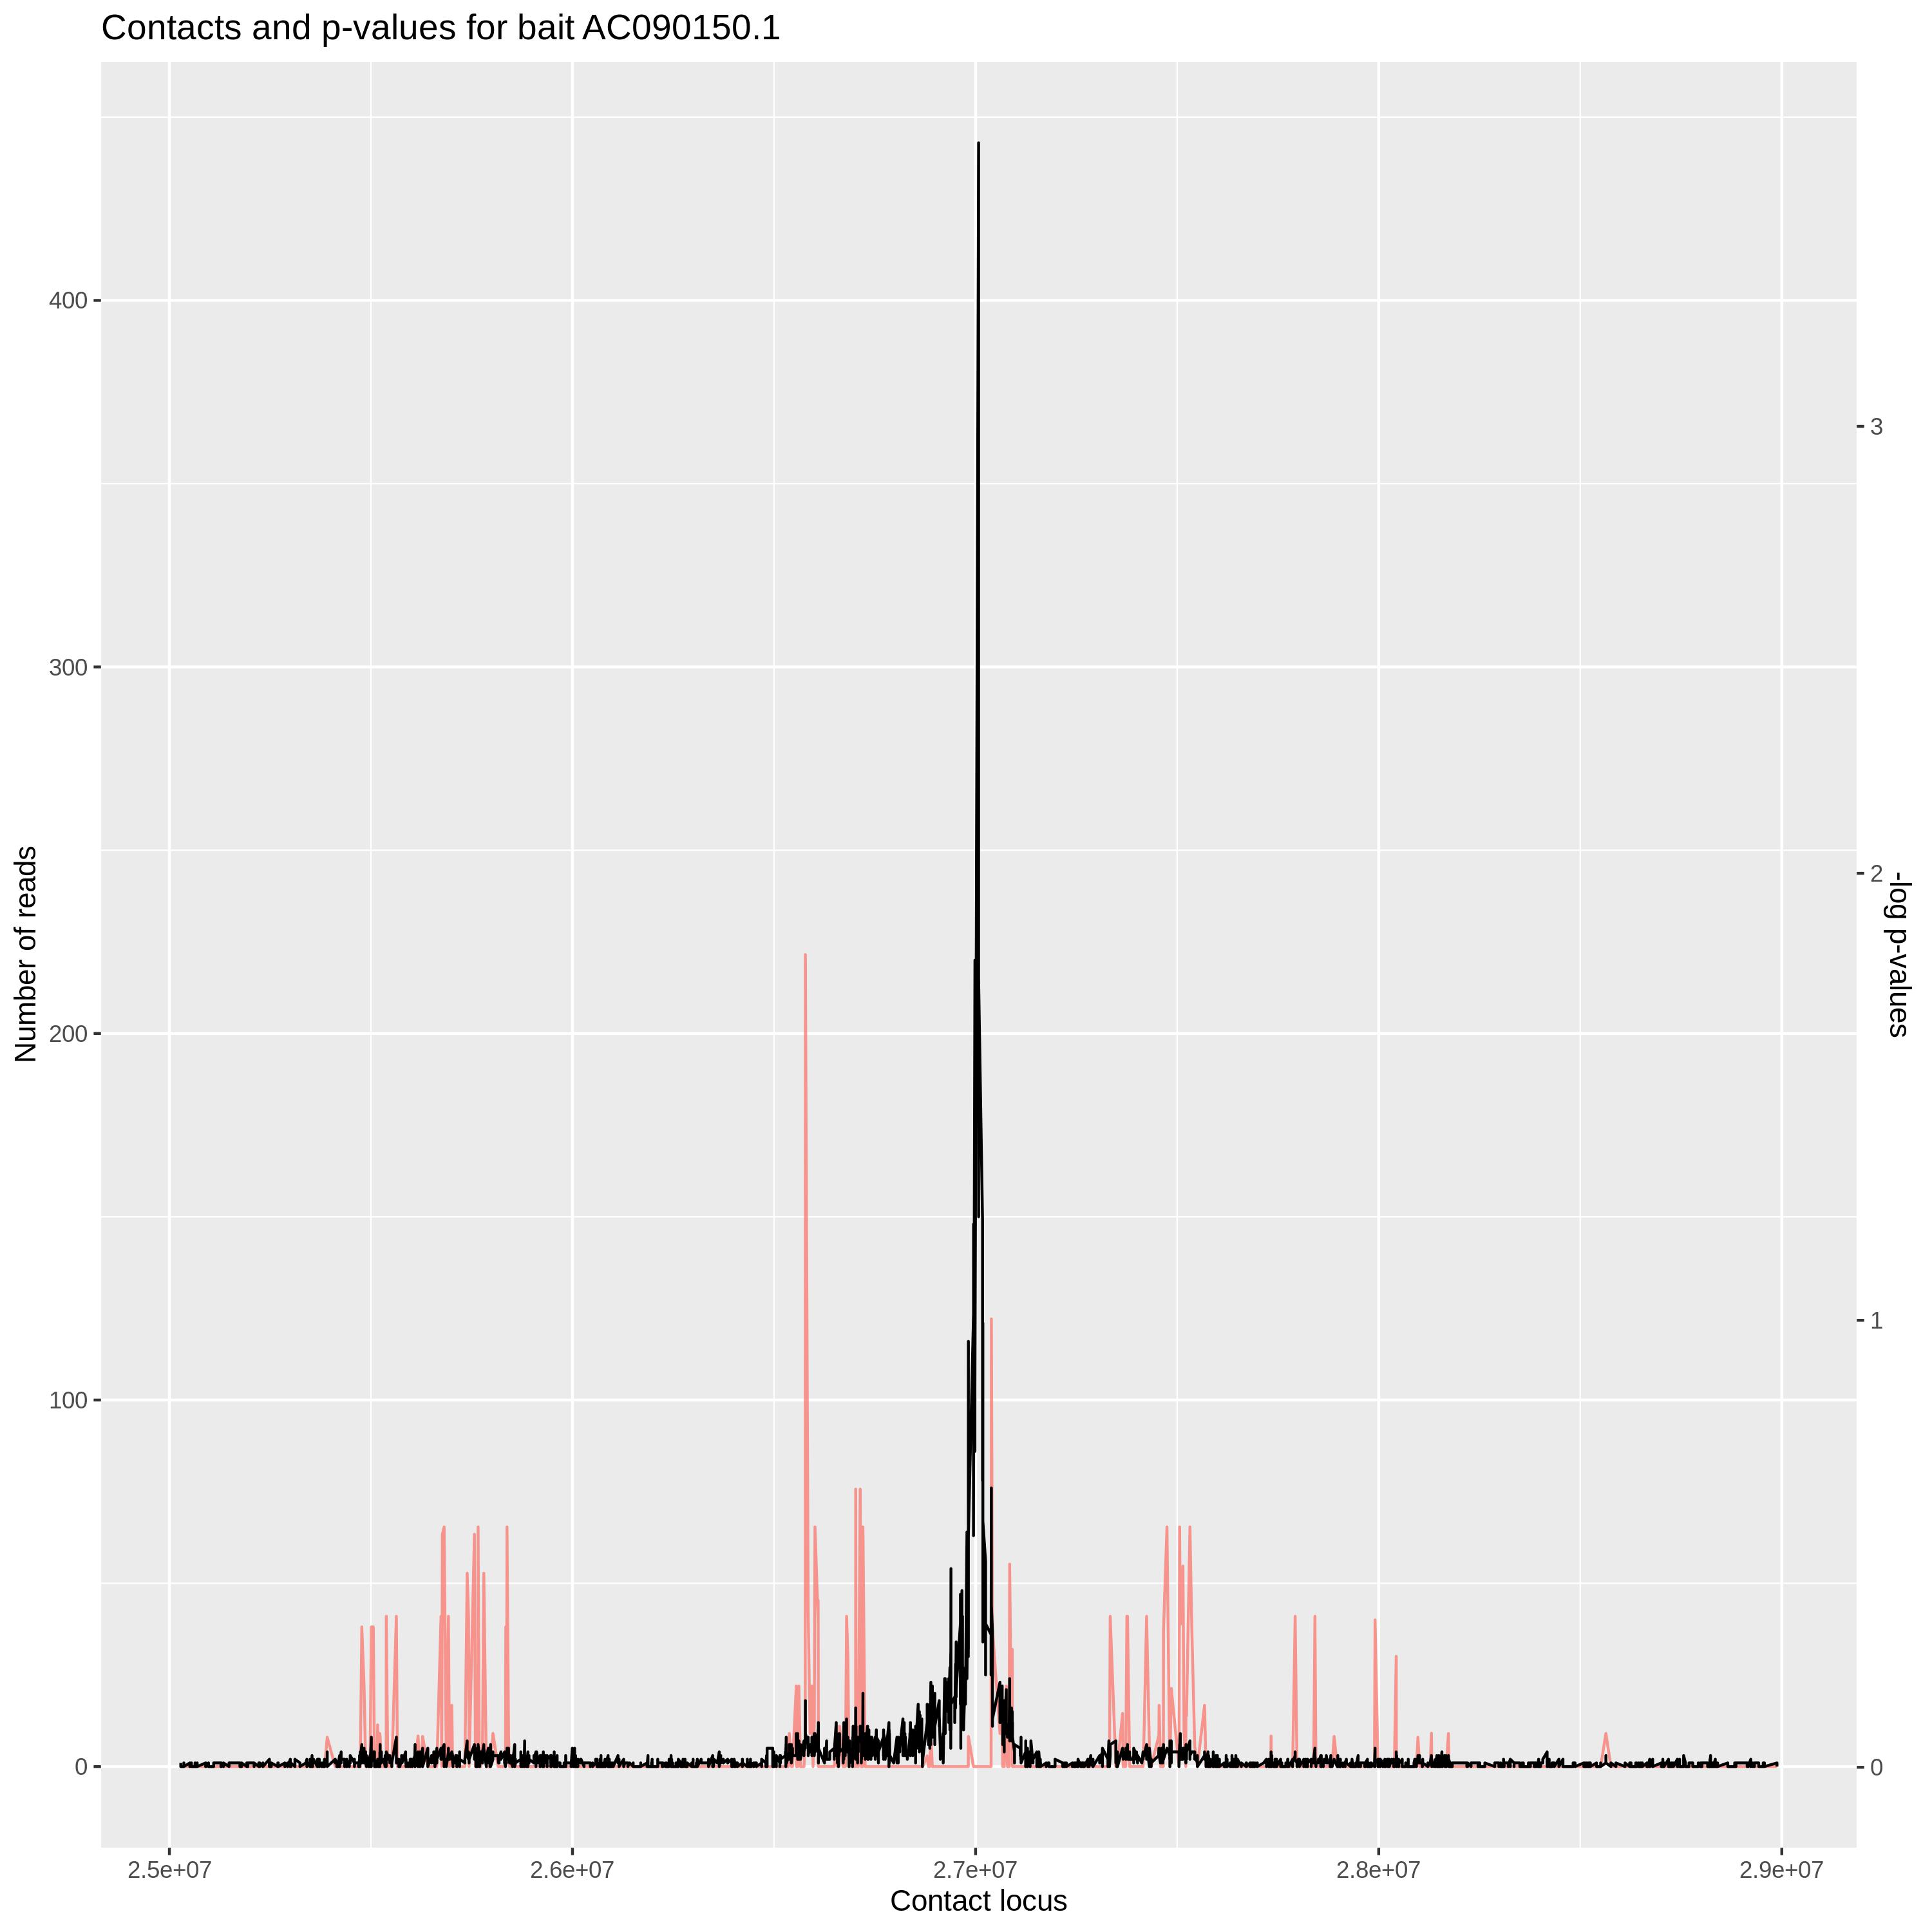 Contacts and p-values for bait AC090150.1
400
300
200
100
0
Number of reads
3
2
1
0
-log p-values
2.5e+07
2.6e+07
2.7e+07
2.8e+07
2.9e+07
Contact locus